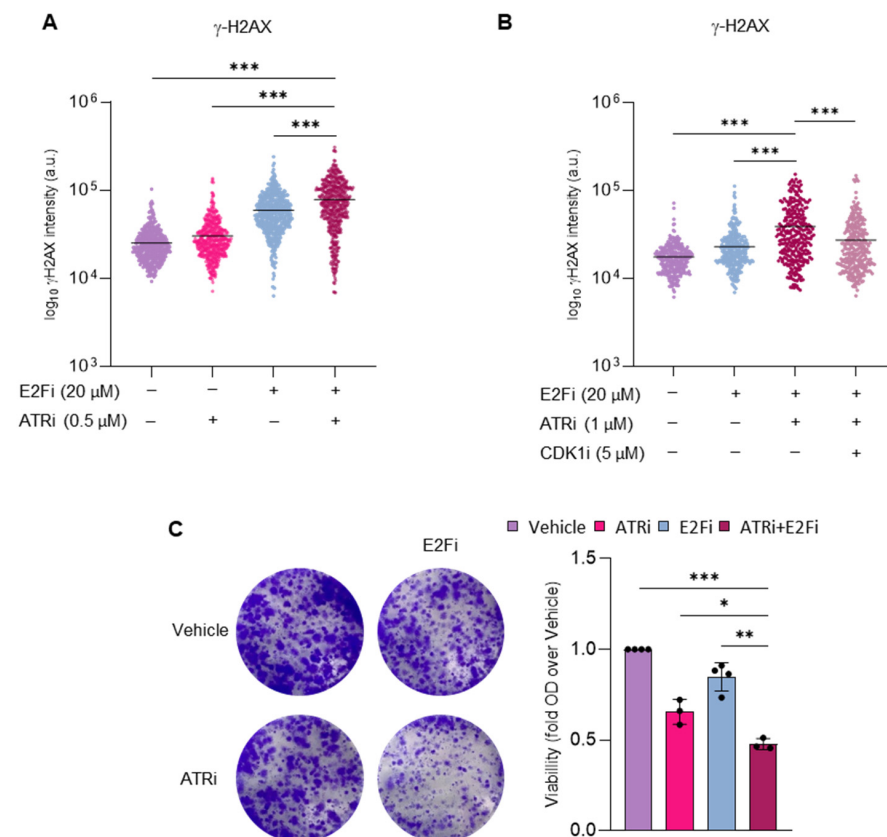 A
γ-H2AX
***
***
***
10⁶
10⁵
10⁴
10³
log₁₀ γH2AX intensity (a.u.)
E2Fi (20 μM) – – + +
ATRi (0.5 μM) – + – +
B
γ-H2AX
***
***
***
10⁶
10⁵
10⁴
10³
log₁₀ γH2AX intensity (a.u.)
E2Fi (20 μM) – + + +
ATRi (1 μM) – – + +
CDK1i (5 μM) – – – +
C
E2Fi
Vehicle
ATRi
Vehicle ATRi E2Fi ATRi+E2Fi
***
*
**
1.5
1.0
0.5
0.0
Viabillity (fold OD over Vehicle)